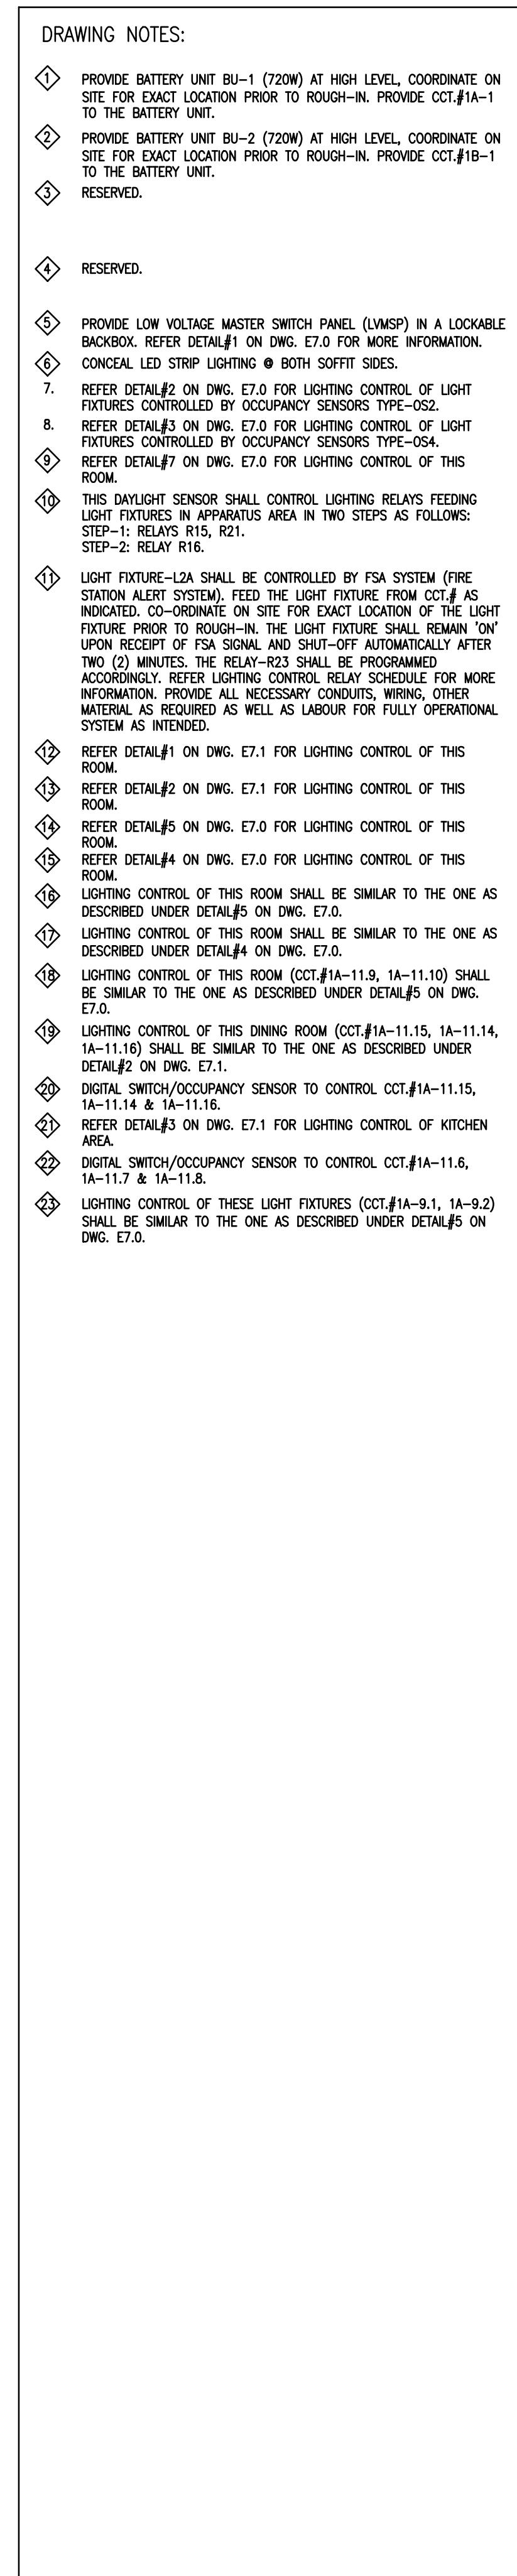 DRAWING NOTES:
1 PROVIDE BATTERY UNIT BU-1 (720W) AT HIGH LEVEL, COORDINATE ON
SITE FOR EXACT LOCATION PRIOR TO ROUGH-IN. PROVIDE CCT.#1A-1
TO THE BATTERY UNIT.
2 PROVIDE BATTERY UNIT BU-2 (720W) AT HIGH LEVEL, COORDINATE ON
SITE FOR EXACT LOCATION PRIOR TO ROUGH-IN. PROVIDE CCT.#1B-1
TO THE BATTERY UNIT.
3 RESERVED.
4 RESERVED.
5 PROVIDE LOW VOLTAGE MASTER SWITCH PANEL (LVMSP) IN A LOCKABLE
BACKBOX. REFER DETAIL#1 ON DWG. E7.0 FOR MORE INFORMATION.
6 CONCEAL LED STRIP LIGHTING @ BOTH SOFFIT SIDES.
7. REFER DETAIL#2 ON DWG. E7.0 FOR LIGHTING CONTROL OF LIGHT
FIXTURES CONTROLLED BY OCCUPANCY SENSORS TYPE-OS2.
8. REFER DETAIL#3 ON DWG. E7.0 FOR LIGHTING CONTROL OF LIGHT
FIXTURES CONTROLLED BY OCCUPANCY SENSORS TYPE-OS4.
9 REFER DETAIL#7 ON DWG. E7.0 FOR LIGHTING CONTROL OF THIS
ROOM.
10 THIS DAYLIGHT SENSOR SHALL CONTROL LIGHTING RELAYS FEEDING
LIGHT FIXTURES IN APPARATUS AREA IN TWO STEPS AS FOLLOWS:
STEP-1: RELAYS R15, R21.
STEP-2: RELAY R16.
11 LIGHT FIXTURE-L2A SHALL BE CONTROLLED BY FSA SYSTEM (FIRE
STATION ALERT SYSTEM). FEED THE LIGHT FIXTURE FROM CCT.# AS
INDICATED. CO-ORDINATE ON SITE FOR EXACT LOCATION OF THE LIGHT
FIXTURE PRIOR TO ROUGH-IN. THE LIGHT FIXTURE SHALL REMAIN 'ON'
UPON RECEIPT OF FSA SIGNAL AND SHUT-OFF AUTOMATICALLY AFTER
TWO (2) MINUTES. THE RELAY-R23 SHALL BE PROGRAMMED
ACCORDINGLY. REFER LIGHTING CONTROL RELAY SCHEDULE FOR MORE
INFORMATION. PROVIDE ALL NECESSARY CONDUITS, WIRING, OTHER
MATERIAL AS REQUIRED AS WELL AS LABOUR FOR FULLY OPERATIONAL
SYSTEM AS INTENDED.
12 REFER DETAIL#1 ON DWG. E7.1 FOR LIGHTING CONTROL OF THIS
ROOM.
13 REFER DETAIL#2 ON DWG. E7.1 FOR LIGHTING CONTROL OF THIS
ROOM.
14 REFER DETAIL#5 ON DWG. E7.0 FOR LIGHTING CONTROL OF THIS
ROOM.
15 REFER DETAIL#4 ON DWG. E7.0 FOR LIGHTING CONTROL OF THIS
ROOM.
16 LIGHTING CONTROL OF THIS ROOM SHALL BE SIMILAR TO THE ONE AS
DESCRIBED UNDER DETAIL#5 ON DWG. E7.0.
17 LIGHTING CONTROL OF THIS ROOM SHALL BE SIMILAR TO THE ONE AS
DESCRIBED UNDER DETAIL#4 ON DWG. E7.0.
18 LIGHTING CONTROL OF THIS ROOM (CCT.#1A-11.9, 1A-11.10) SHALL
BE SIMILAR TO THE ONE AS DESCRIBED UNDER DETAIL#5 ON DWG.
E7.0.
19 LIGHTING CONTROL OF THIS DINING ROOM (CCT.#1A-11.15, 1A-11.14,
1A-11.16) SHALL BE SIMILAR TO THE ONE AS DESCRIBED UNDER
DETAIL#2 ON DWG. E7.1.
20 DIGITAL SWITCH/OCCUPANCY SENSOR TO CONTROL CCT.#1A-11.15,
1A-11.14 & 1A-11.16.
21 REFER DETAIL#3 ON DWG. E7.1 FOR LIGHTING CONTROL OF KITCHEN
AREA.
22 DIGITAL SWITCH/OCCUPANCY SENSOR TO CONTROL CCT.#1A-11.6,
1A-11.7 & 1A-11.8.
23 LIGHTING CONTROL OF THESE LIGHT FIXTURES (CCT.#1A-9.1, 1A-9.2)
SHALL BE SIMILAR TO THE ONE AS DESCRIBED UNDER DETAIL#5 ON
DWG. E7.0.